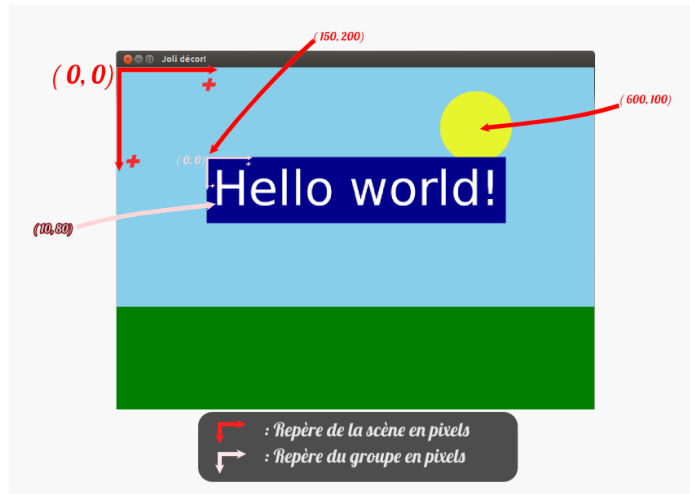 ( 150, 200)
Joli décor!
( 0, 0)
+
( 600, 100)
+
( 0, 0)
+
+
Hello world!
(10, 80)
: Repère de la scène en pixels
: Repère du groupe en pixels